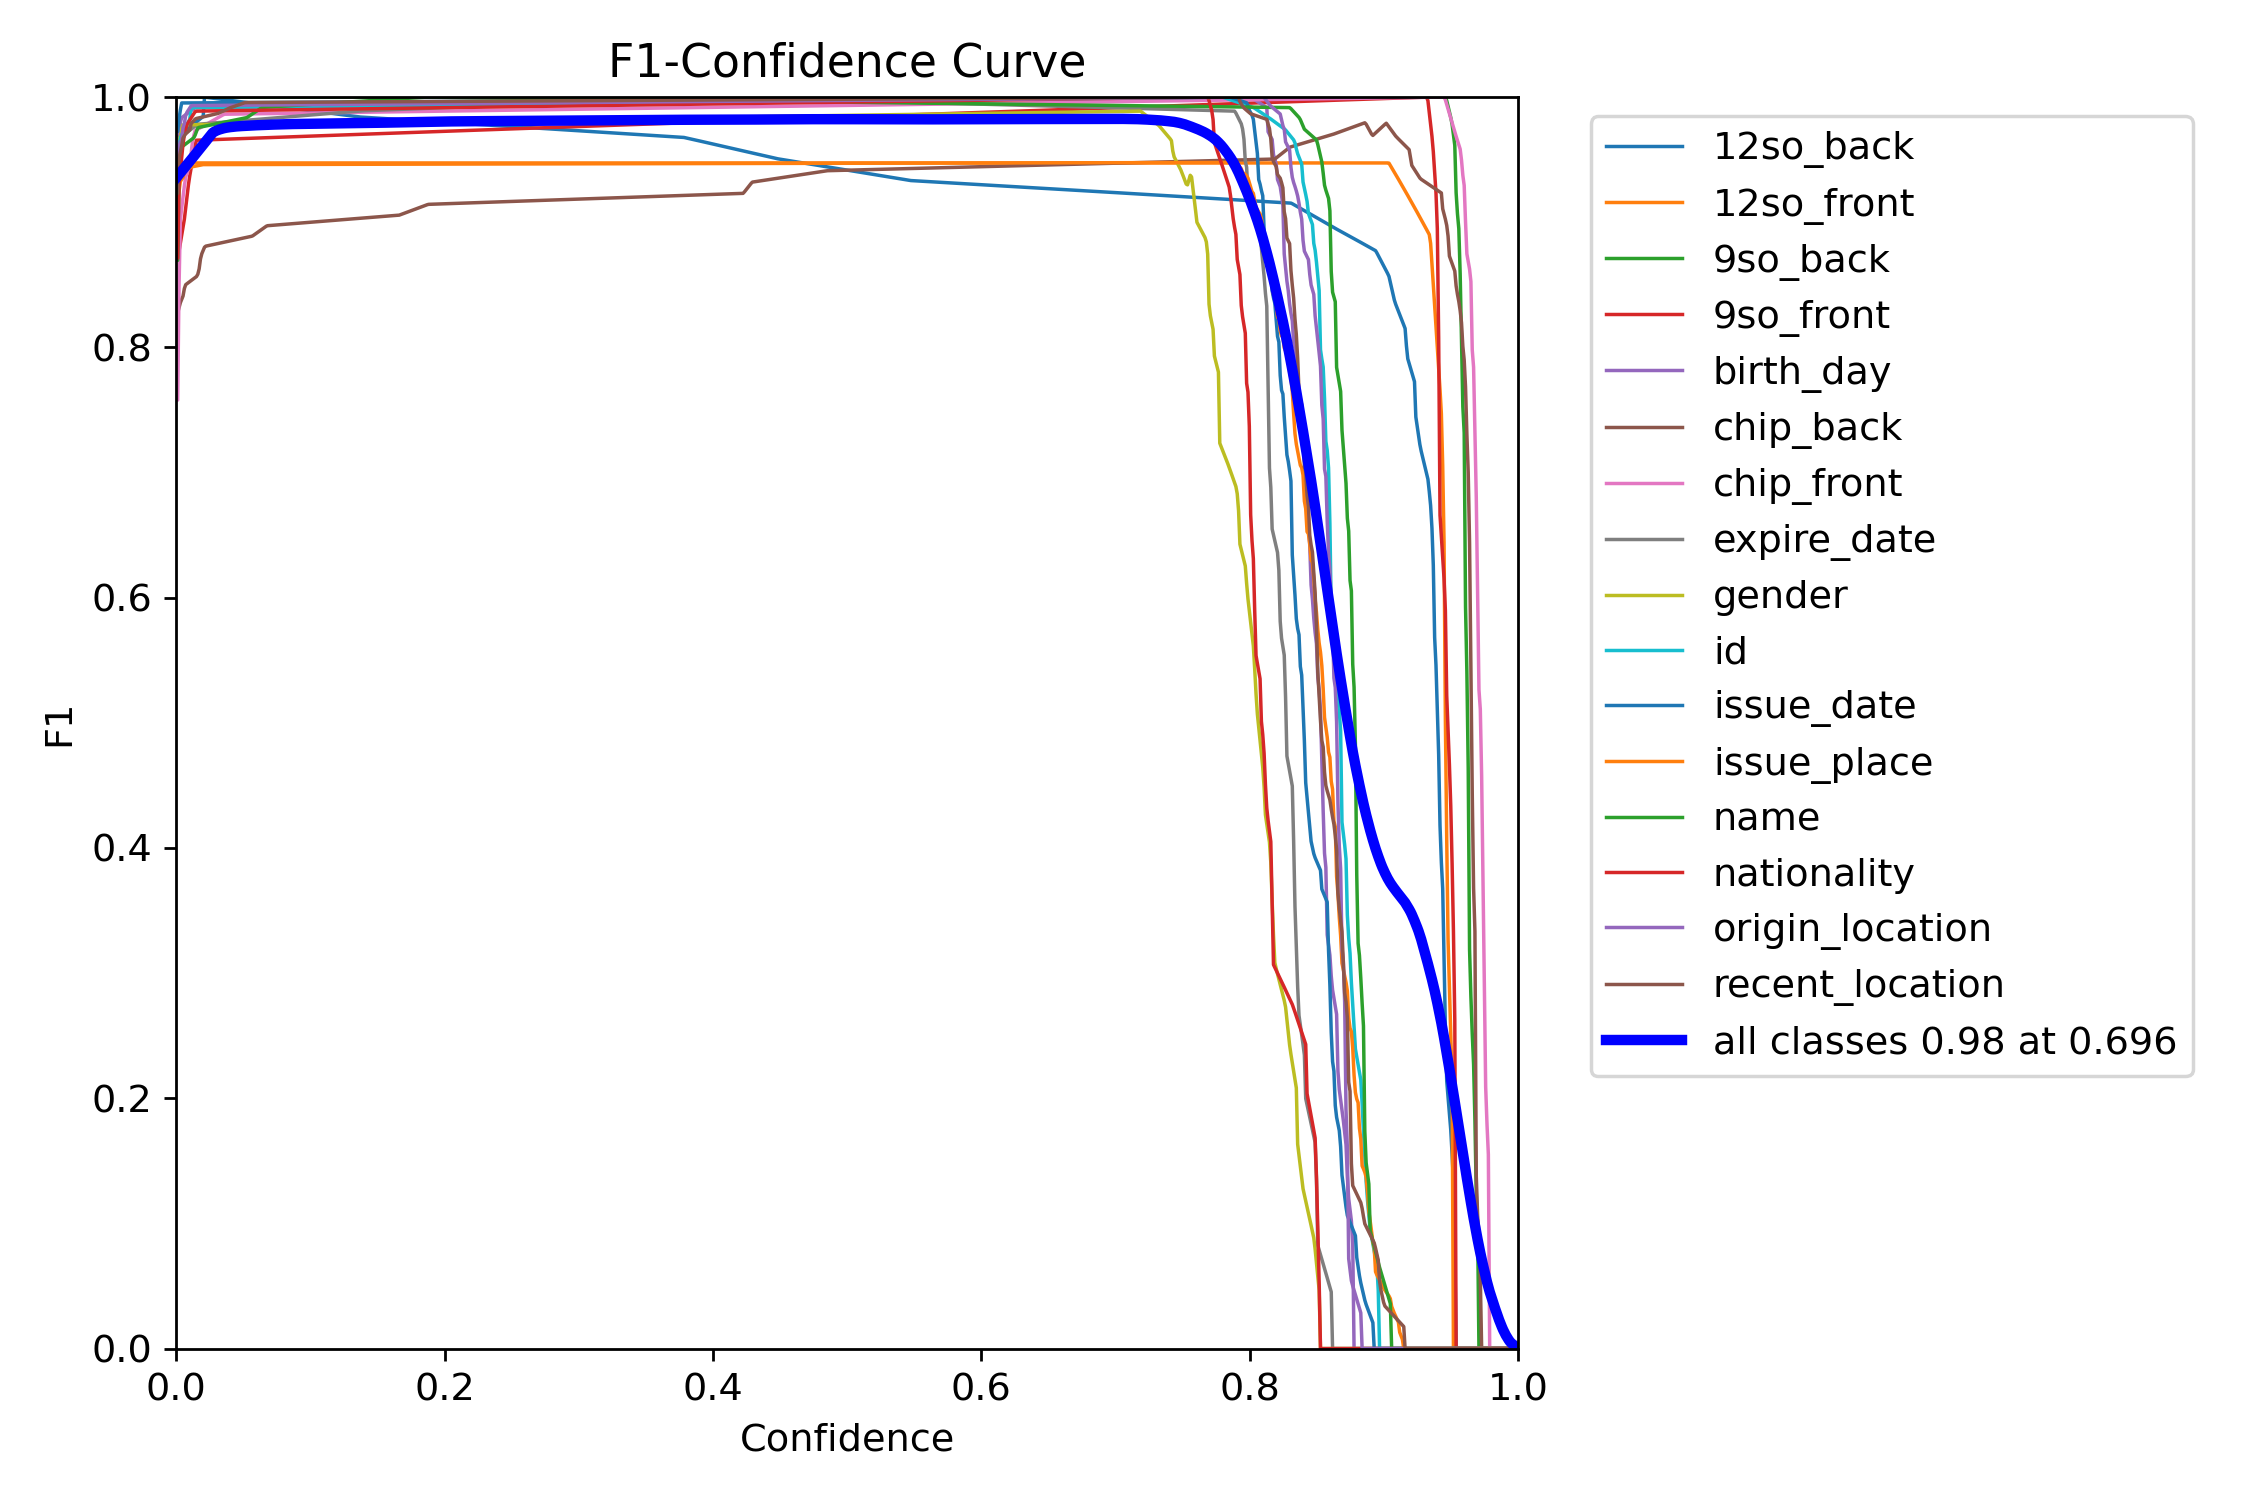 F1-Confidence Curve
1.0
0.8
0.6
0.4
0.2
0.0
F1
0.0 0.2 0.4 0.6 0.8 1.0
Confidence
12so_back
12so_front
9so_back
9so_front
birth_day
chip_back
chip_front
expire_date
gender
id
issue_date
issue_place
name
nationality
origin_location
recent_location
all classes 0.98 at 0.696